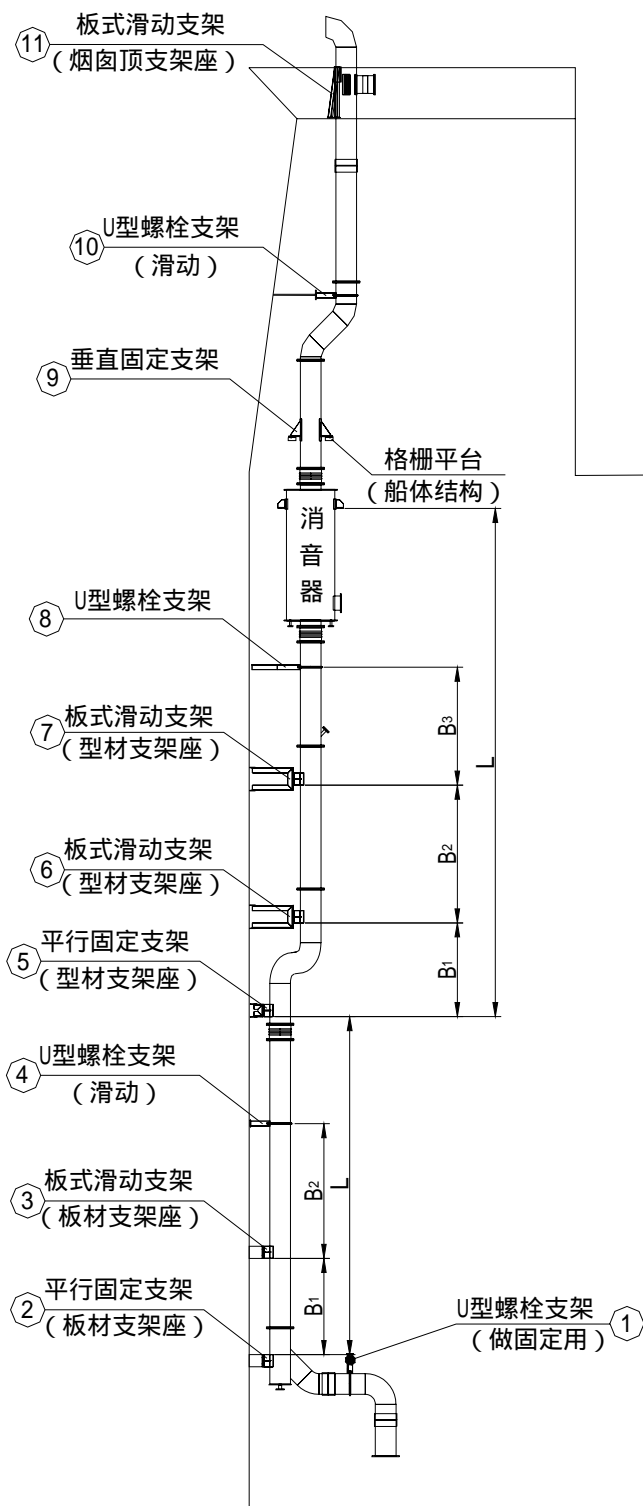 板式滑动支架
11
（烟囱顶支架座）
U型螺栓支架
10
（滑动）
垂直固定支架
9
格栅平台
（船体结构）
消
音
器
U型螺栓支架
8
板式滑动支架
7
（型材支架座）
B3
L
板式滑动支架
6
（型材支架座）
B2
平行固定支架
5
（型材支架座）
B1
U型螺栓支架
4
（滑动）
板式滑动支架
3
（板材支架座）
B2
L
平行固定支架
2
（板材支架座）
B1
U型螺栓支架
1
（做固定用）